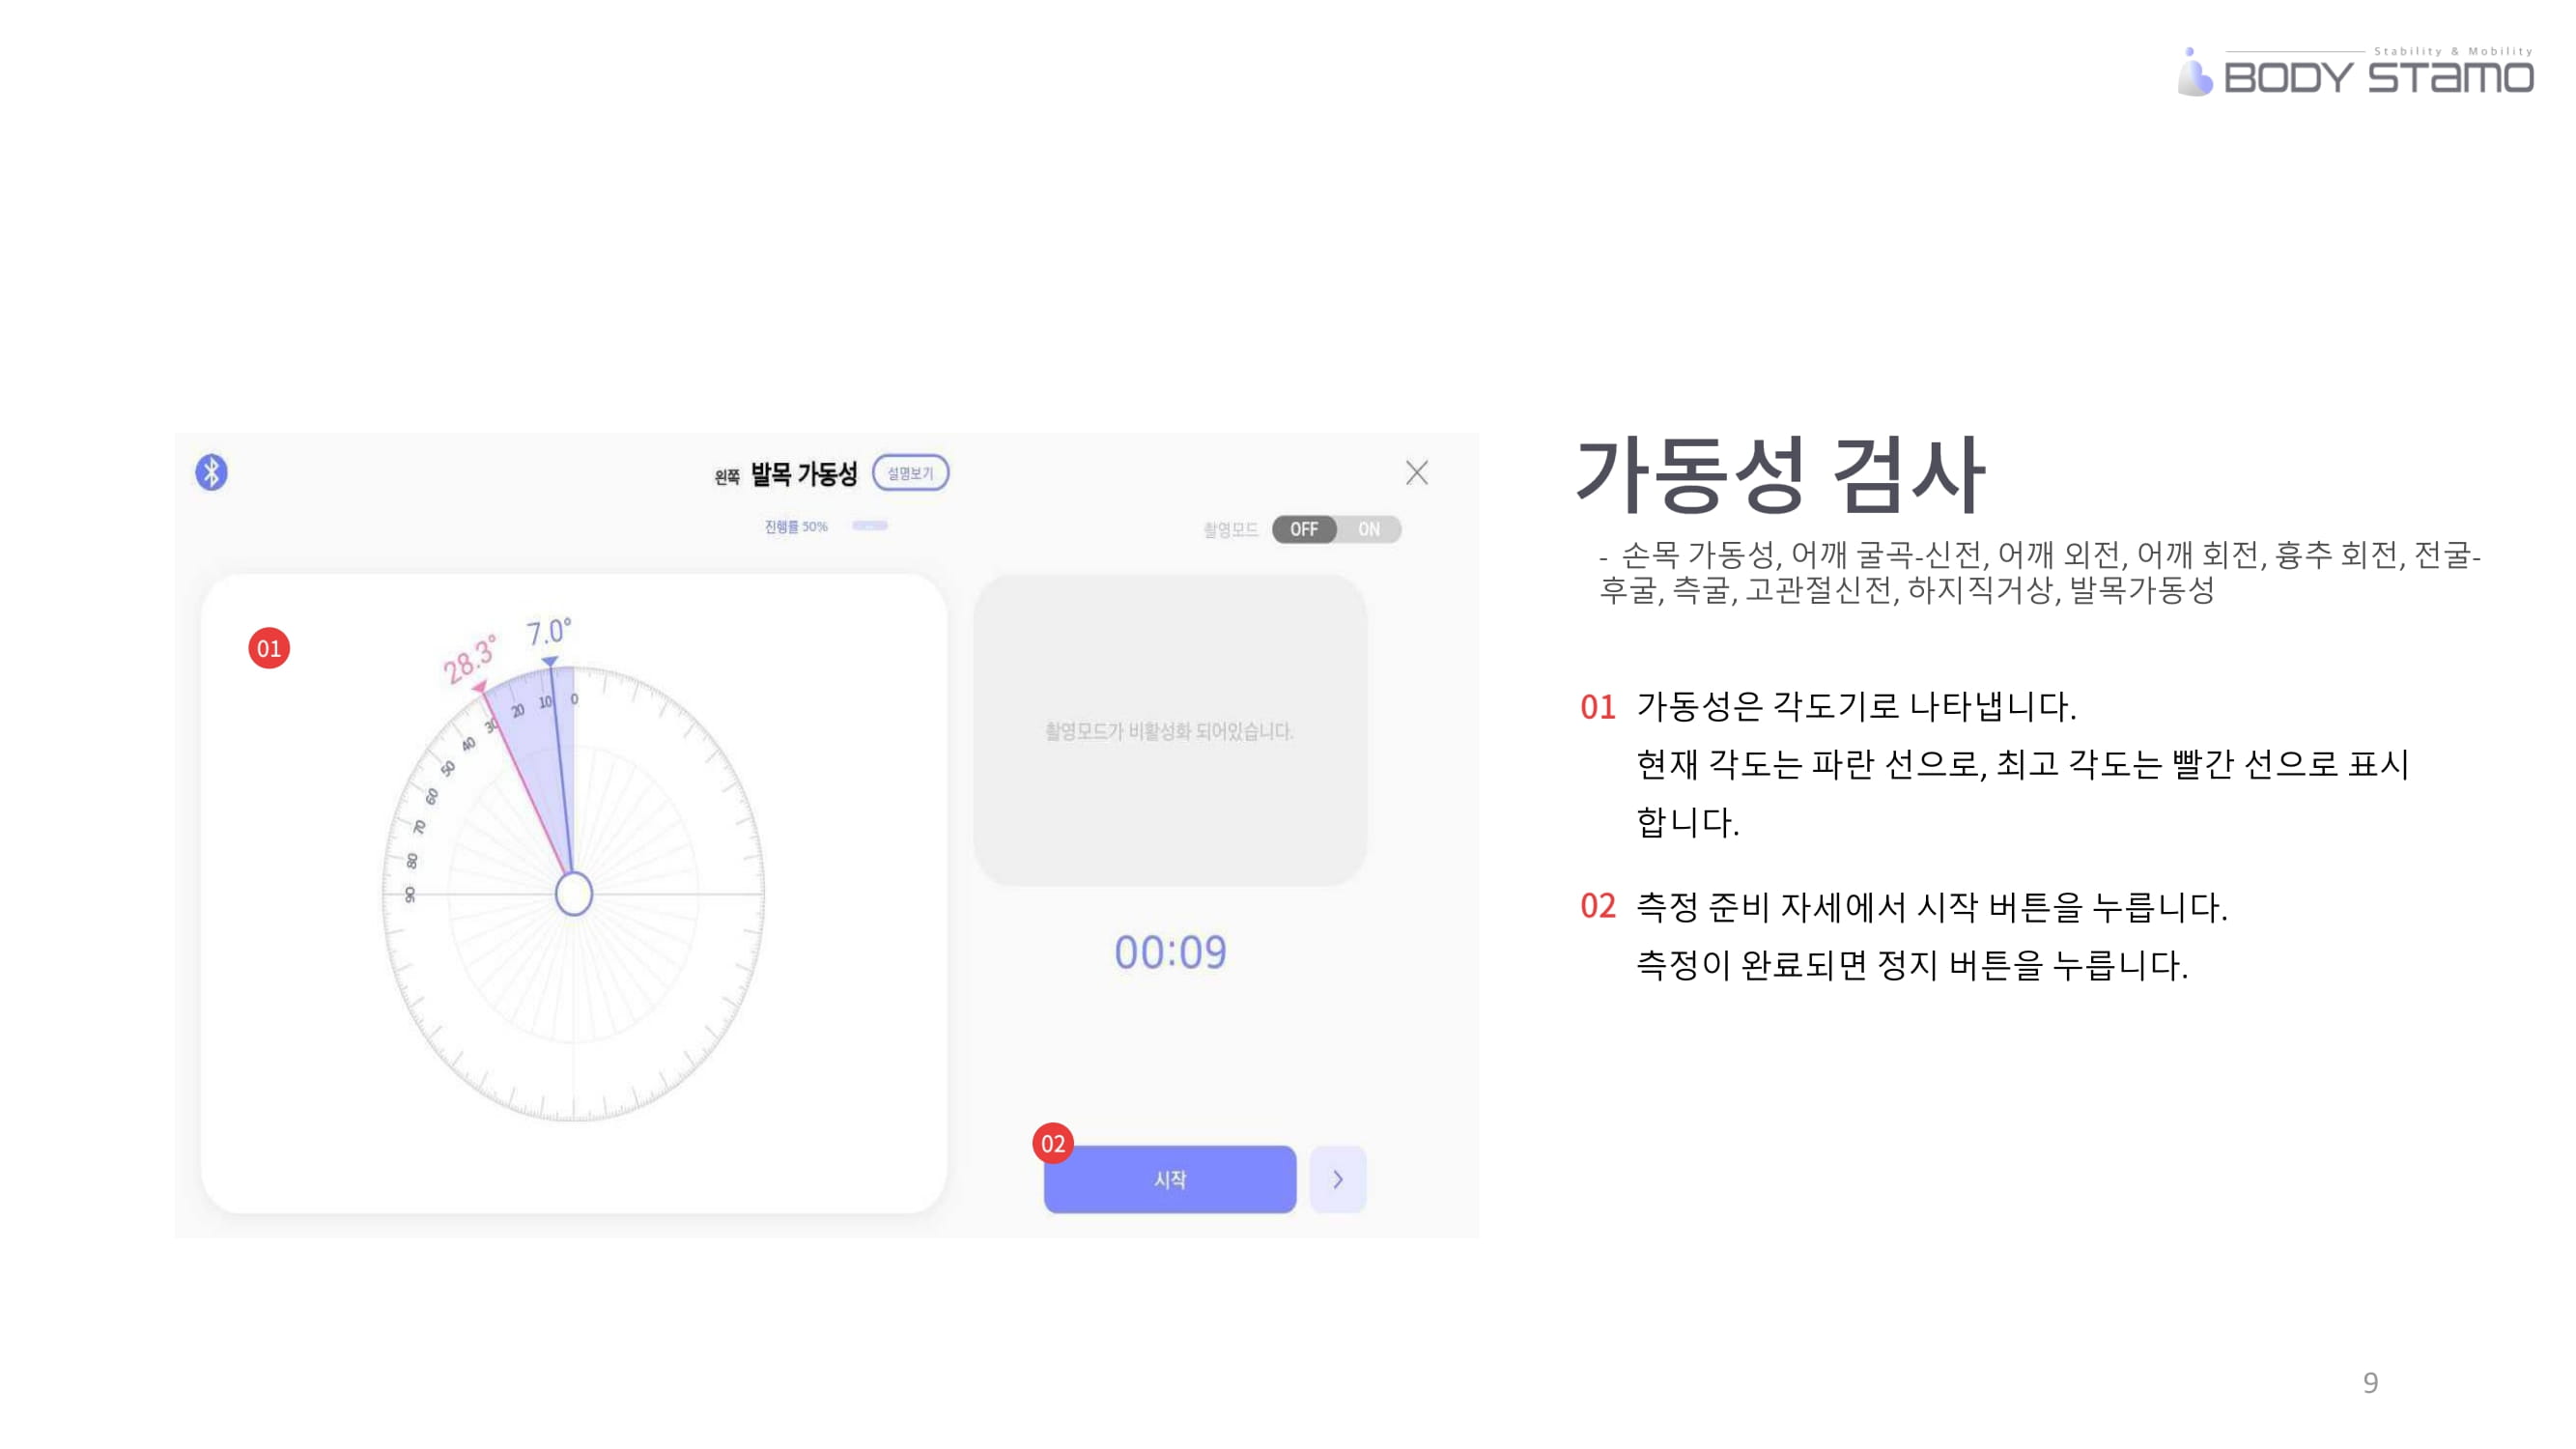 Stability & Mobility
BODY STamo
왼쪽 발목 가동성 설명보기
진행률 50%
촬영모드 OFF ON
01
28.3°
7.0°
0
10
20
30
40
50
60
70
80
90
촬영모드가 비활성화 되어있습니다.
00:09
02
시작
가동성 검사
- 손목 가동성, 어깨 굴곡-신전, 어깨 외전, 어깨 회전, 흉추 회전, 전굴-
후굴, 측굴, 고관절신전, 하지직거상, 발목가동성
01 가동성은 각도기로 나타냅니다.
현재 각도는 파란 선으로, 최고 각도는 빨간 선으로 표시
합니다.
02 측정 준비 자세에서 시작 버튼을 누릅니다.
측정이 완료되면 정지 버튼을 누릅니다.
9